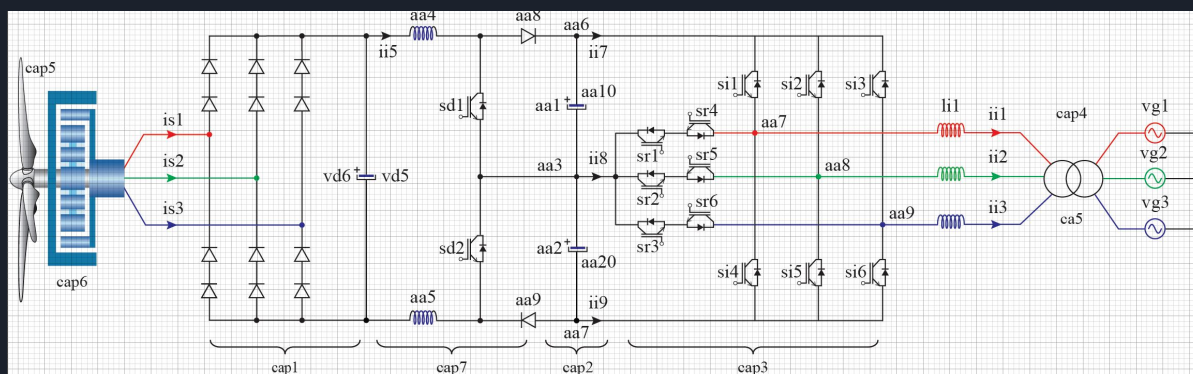 aa4
aa8
aa6
ii5
ii7
cap5
si1
si2
si3
sd1
aa1
+
aa10
sr4
li1
ii1
cap4
vg1
is1
aa7
sr1
sr5
is2
vd6
+
vd5
aa3
ii8
aa8
ii2
vg2
sr2
is3
sr6
aa9
ii3
ca5
vg3
sr3
sd2
aa2
+
aa20
si4
si5
si6
cap6
aa5
aa9
ii9
aa7
cap1
cap7
cap2
cap3